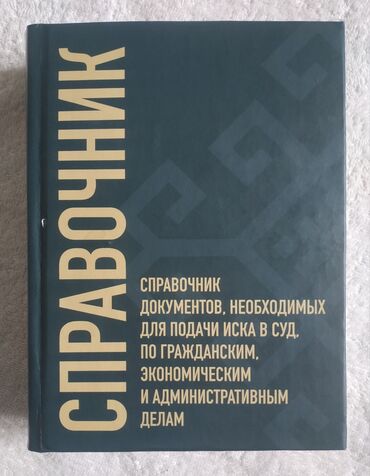 СПРАВОЧНИК
СПРАВОЧНИК
ДОКУМЕНТОВ, НЕОБХОДИМЫХ
ДЛЯ ПОДАЧИ ИСКА В СУД,
ПО ГРАЖДАНСКИМ,
ЭКОНОМИЧЕСКИМ
И АДМИНИСТРАТИВНЫМ
ДЕЛАМ